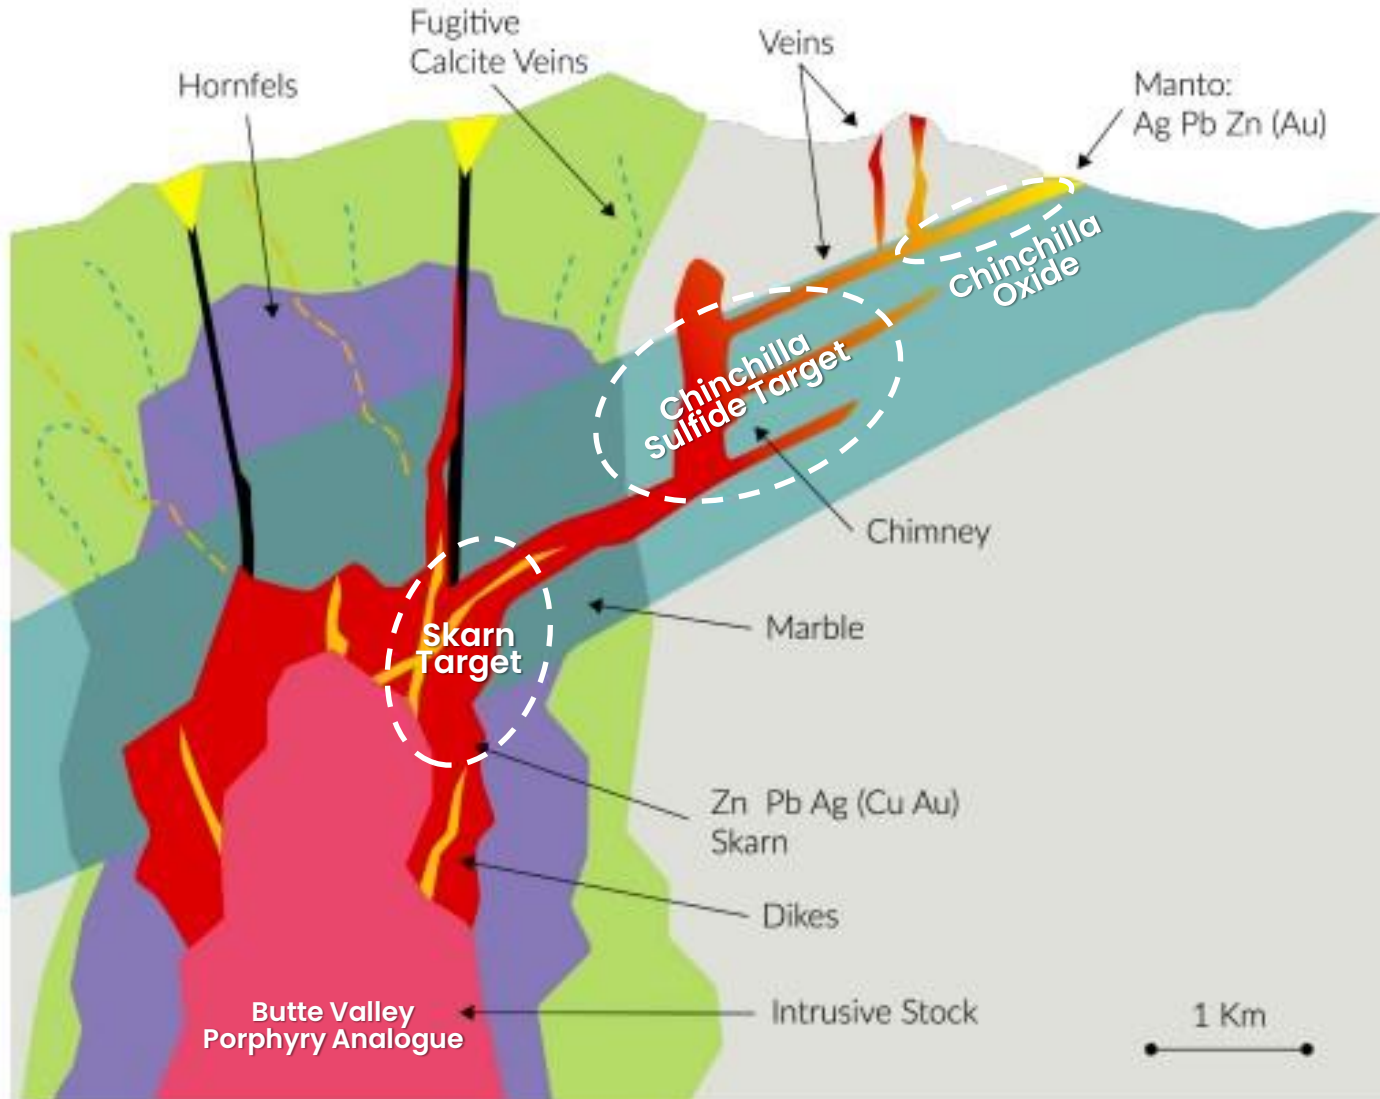 Fugitive
Calcite Veins
Veins
Hornfels
Manto:
Ag Pb Zn (Au)
Chinchilla
Oxide
Chinchilla
Sulfide Target
Chimney
Skarn
Target
Marble
Zn Pb Ag (Cu Au)
Skarn
Dikes
Butte Valley
Porphyry Analogue
Intrusive Stock
1 Km